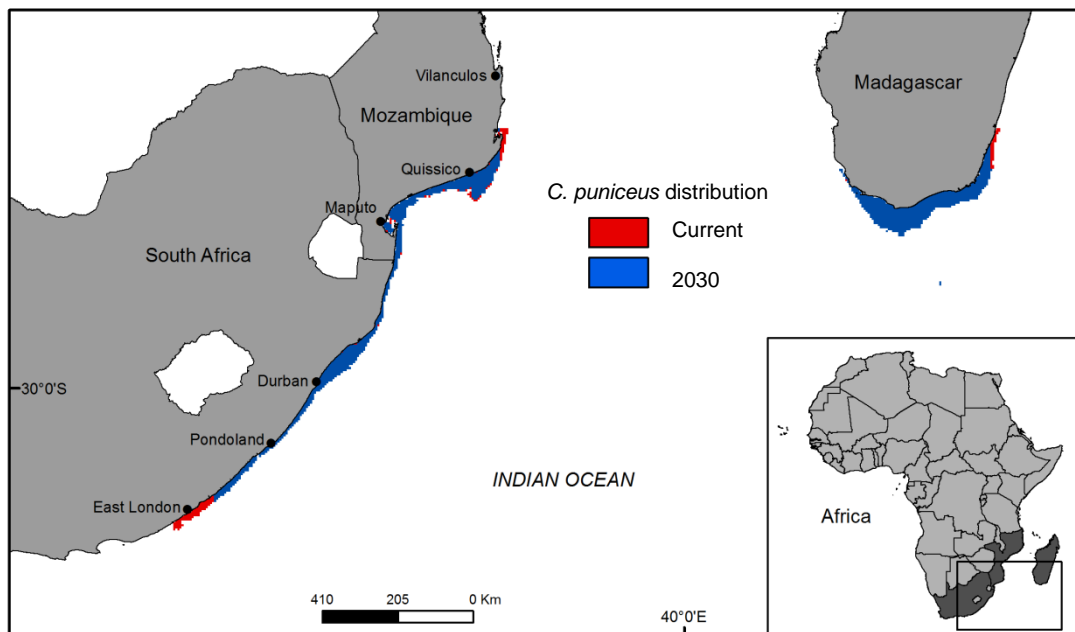 Vilanculos
Madagascar
Mozambique
Quissico
C. puniceus distribution
Maputo
Current
South Africa
2030
Durban
30°0'S
Pondoland
INDIAN OCEAN
East London
Africa
410 205 0 Km
40°0'E